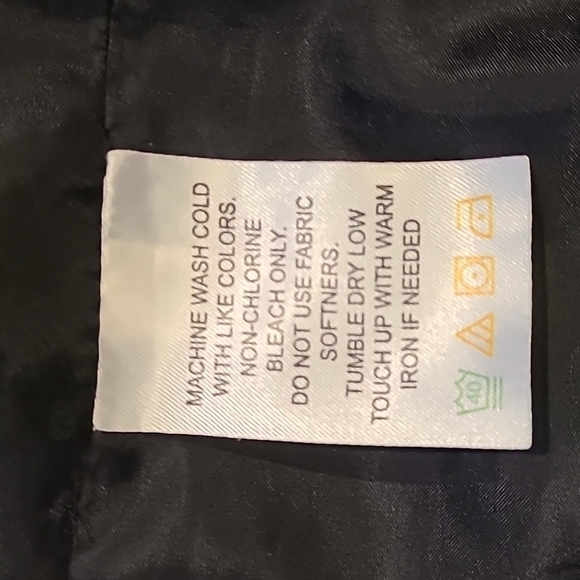 MACHINE WASH COLD
WITH LIKE COLORS.
NON-CHLORINE
BLEACH ONLY.
DO NOT USE FABRIC
SOFTNERS.
TUMBLE DRY LOW
TOUCH UP WITH WARM
IRON IF NEEDED
40